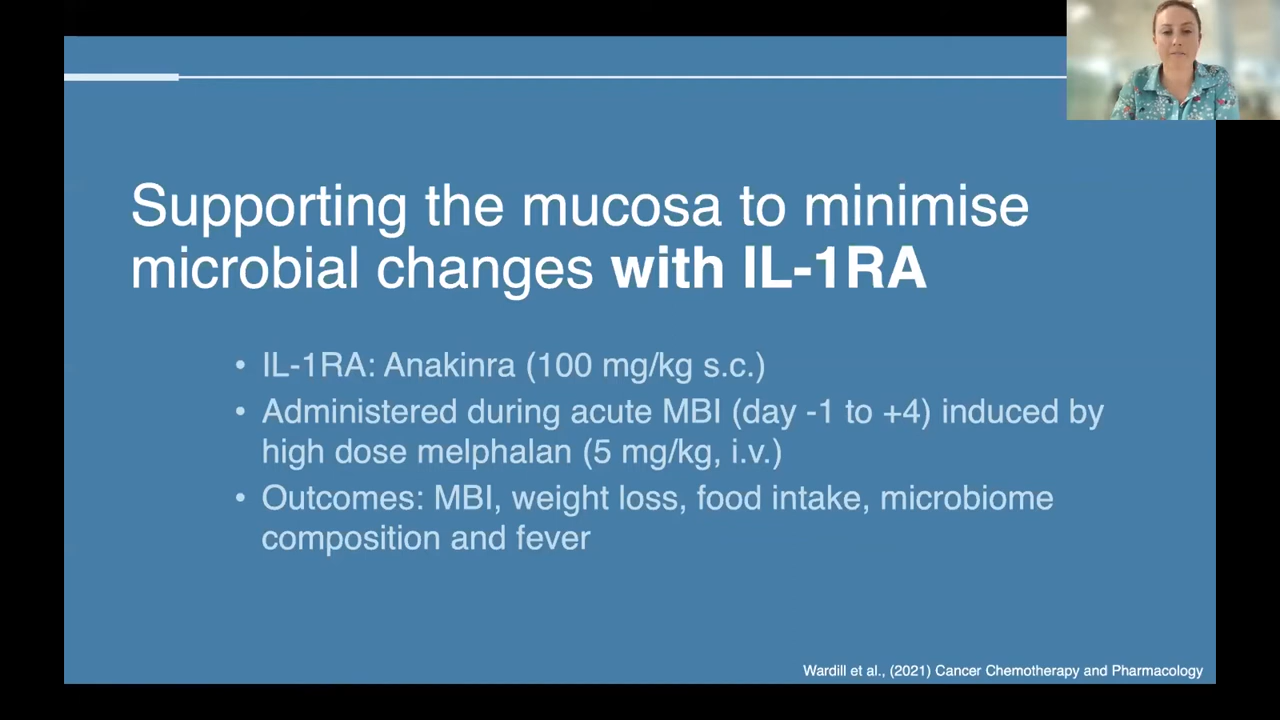 Supporting the mucosa to minimise
microbial changes with IL-1RA
• IL-1RA: Anakinra (100 mg/kg s.c.)
• Administered during acute MBI (day -1 to +4) induced by
high dose melphalan (5 mg/kg, i.v.)
• Outcomes: MBI, weight loss, food intake, microbiome
composition and fever
Wardill et al., (2021) Cancer Chemotherapy and Pharmacology